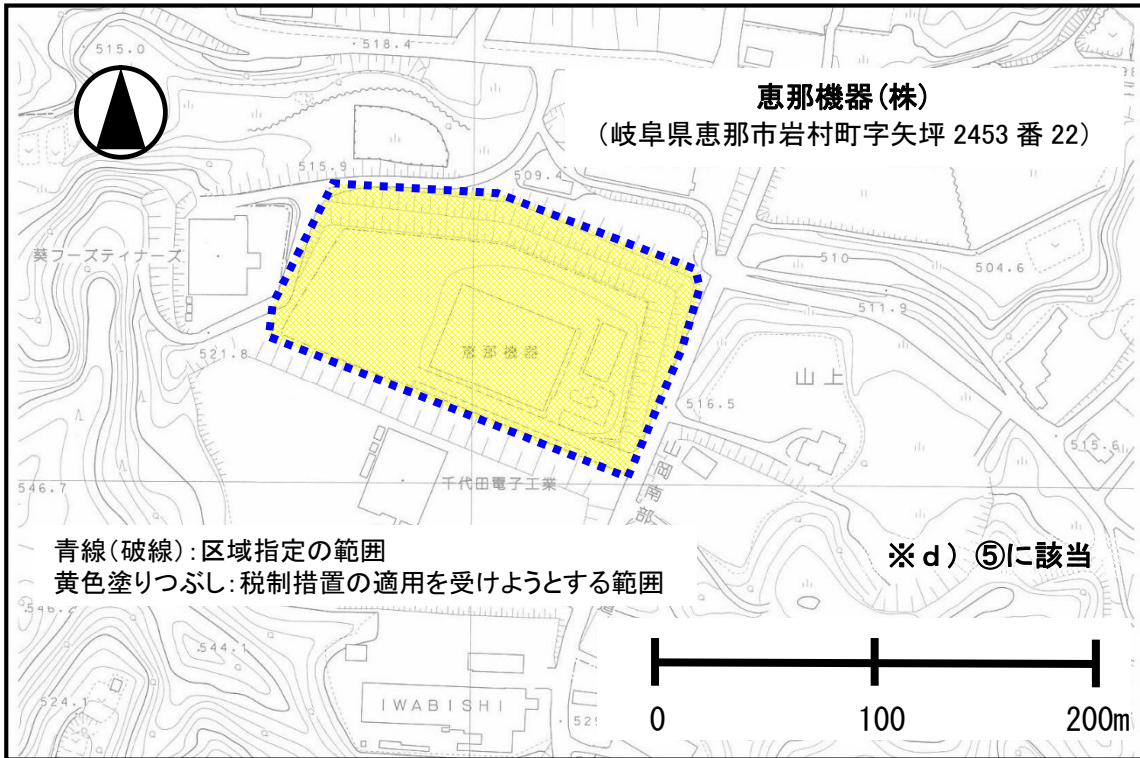 515.0
518.4
恵那機器(株)
(岐阜県恵那市岩村町字矢坪 2453 番 22)
515.9
509.4
葵フーズティナーズ
510
504.6
511.9
521.8
恵那機器
山上
516.5
515.6
546.7
千代田電子工業
山岡南部
青線(破線):区域指定の範囲
黄色塗りつぶし:税制措置の適用を受けようとする範囲
※d) ⑤に該当
544.1
524.1
IWABISHI
0 100 200m